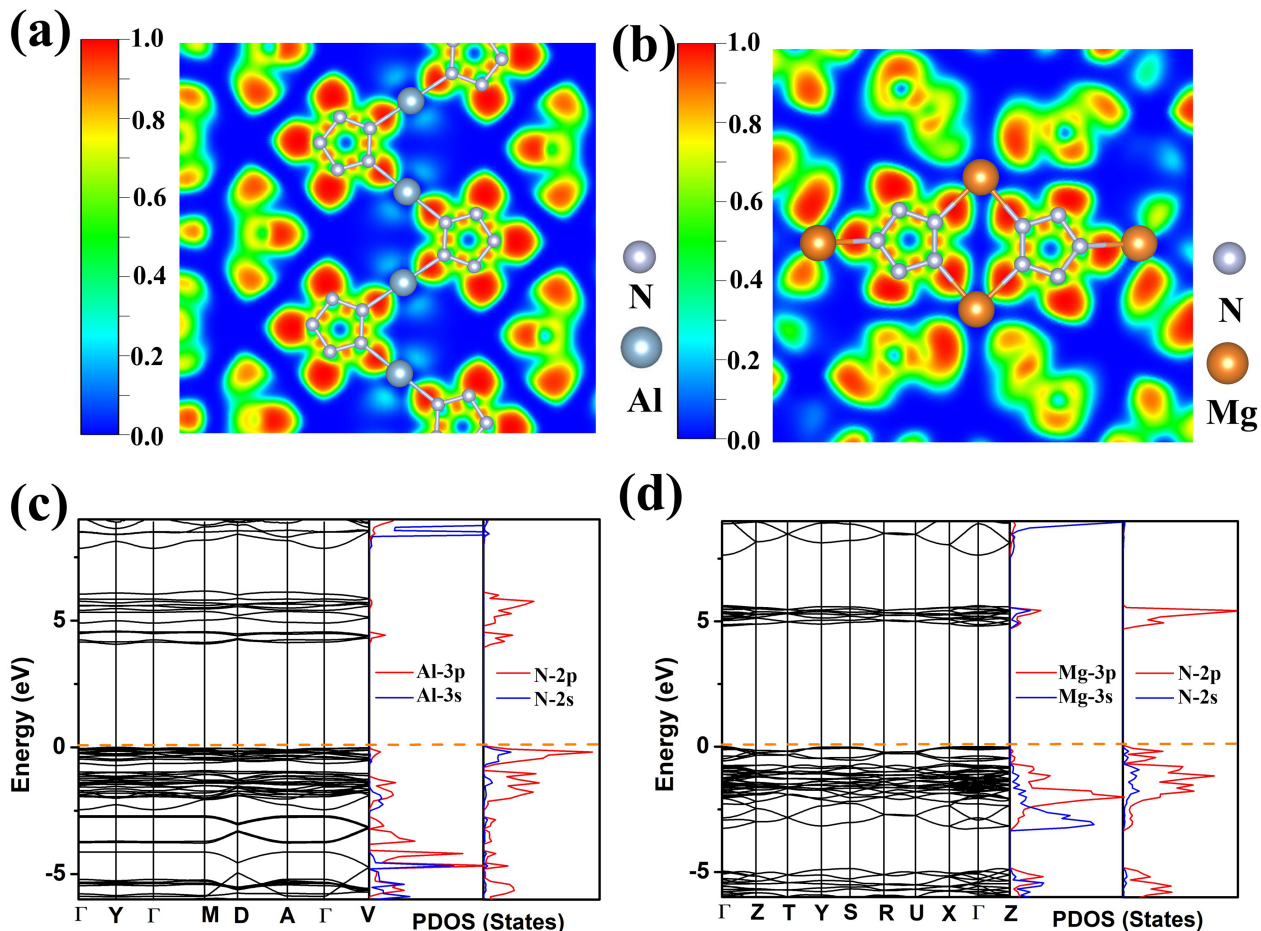 (a)
1.0
0.8
0.6
0.4
0.2
0.0
N
Al
(b)
1.0
0.8
0.6
0.4
0.2
0.0
N
Mg
(c)
Energy (eV)
5
0
-5
Al-3p
Al-3s
N-2p
N-2s
Γ Y Γ M D A Γ V
PDOS (States)
(d)
Energy (eV)
5
0
-5
Mg-3p
Mg-3s
N-2p
N-2s
Γ Z T Y S R U X Γ Z
PDOS (States)